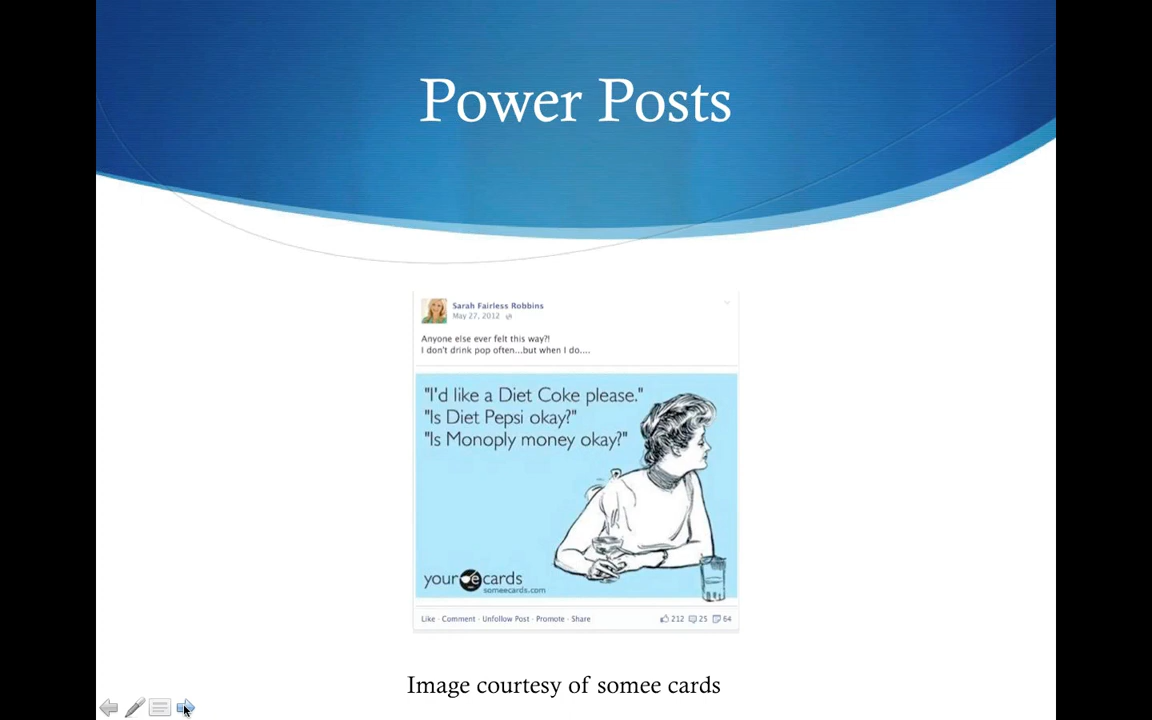 Power Posts
Sarah Fairless Robbins
May 27, 2012
Anyone else ever felt this way?!
I don't drink pop often...but when I do....
"I'd like a Diet Coke please."
"Is Diet Pepsi okay?"
"Is Monoply money okay?"
your e cards
someecards.com
Like · Comment · Unfollow Post · Promote · Share 212 25 64
Image courtesy of somee cards